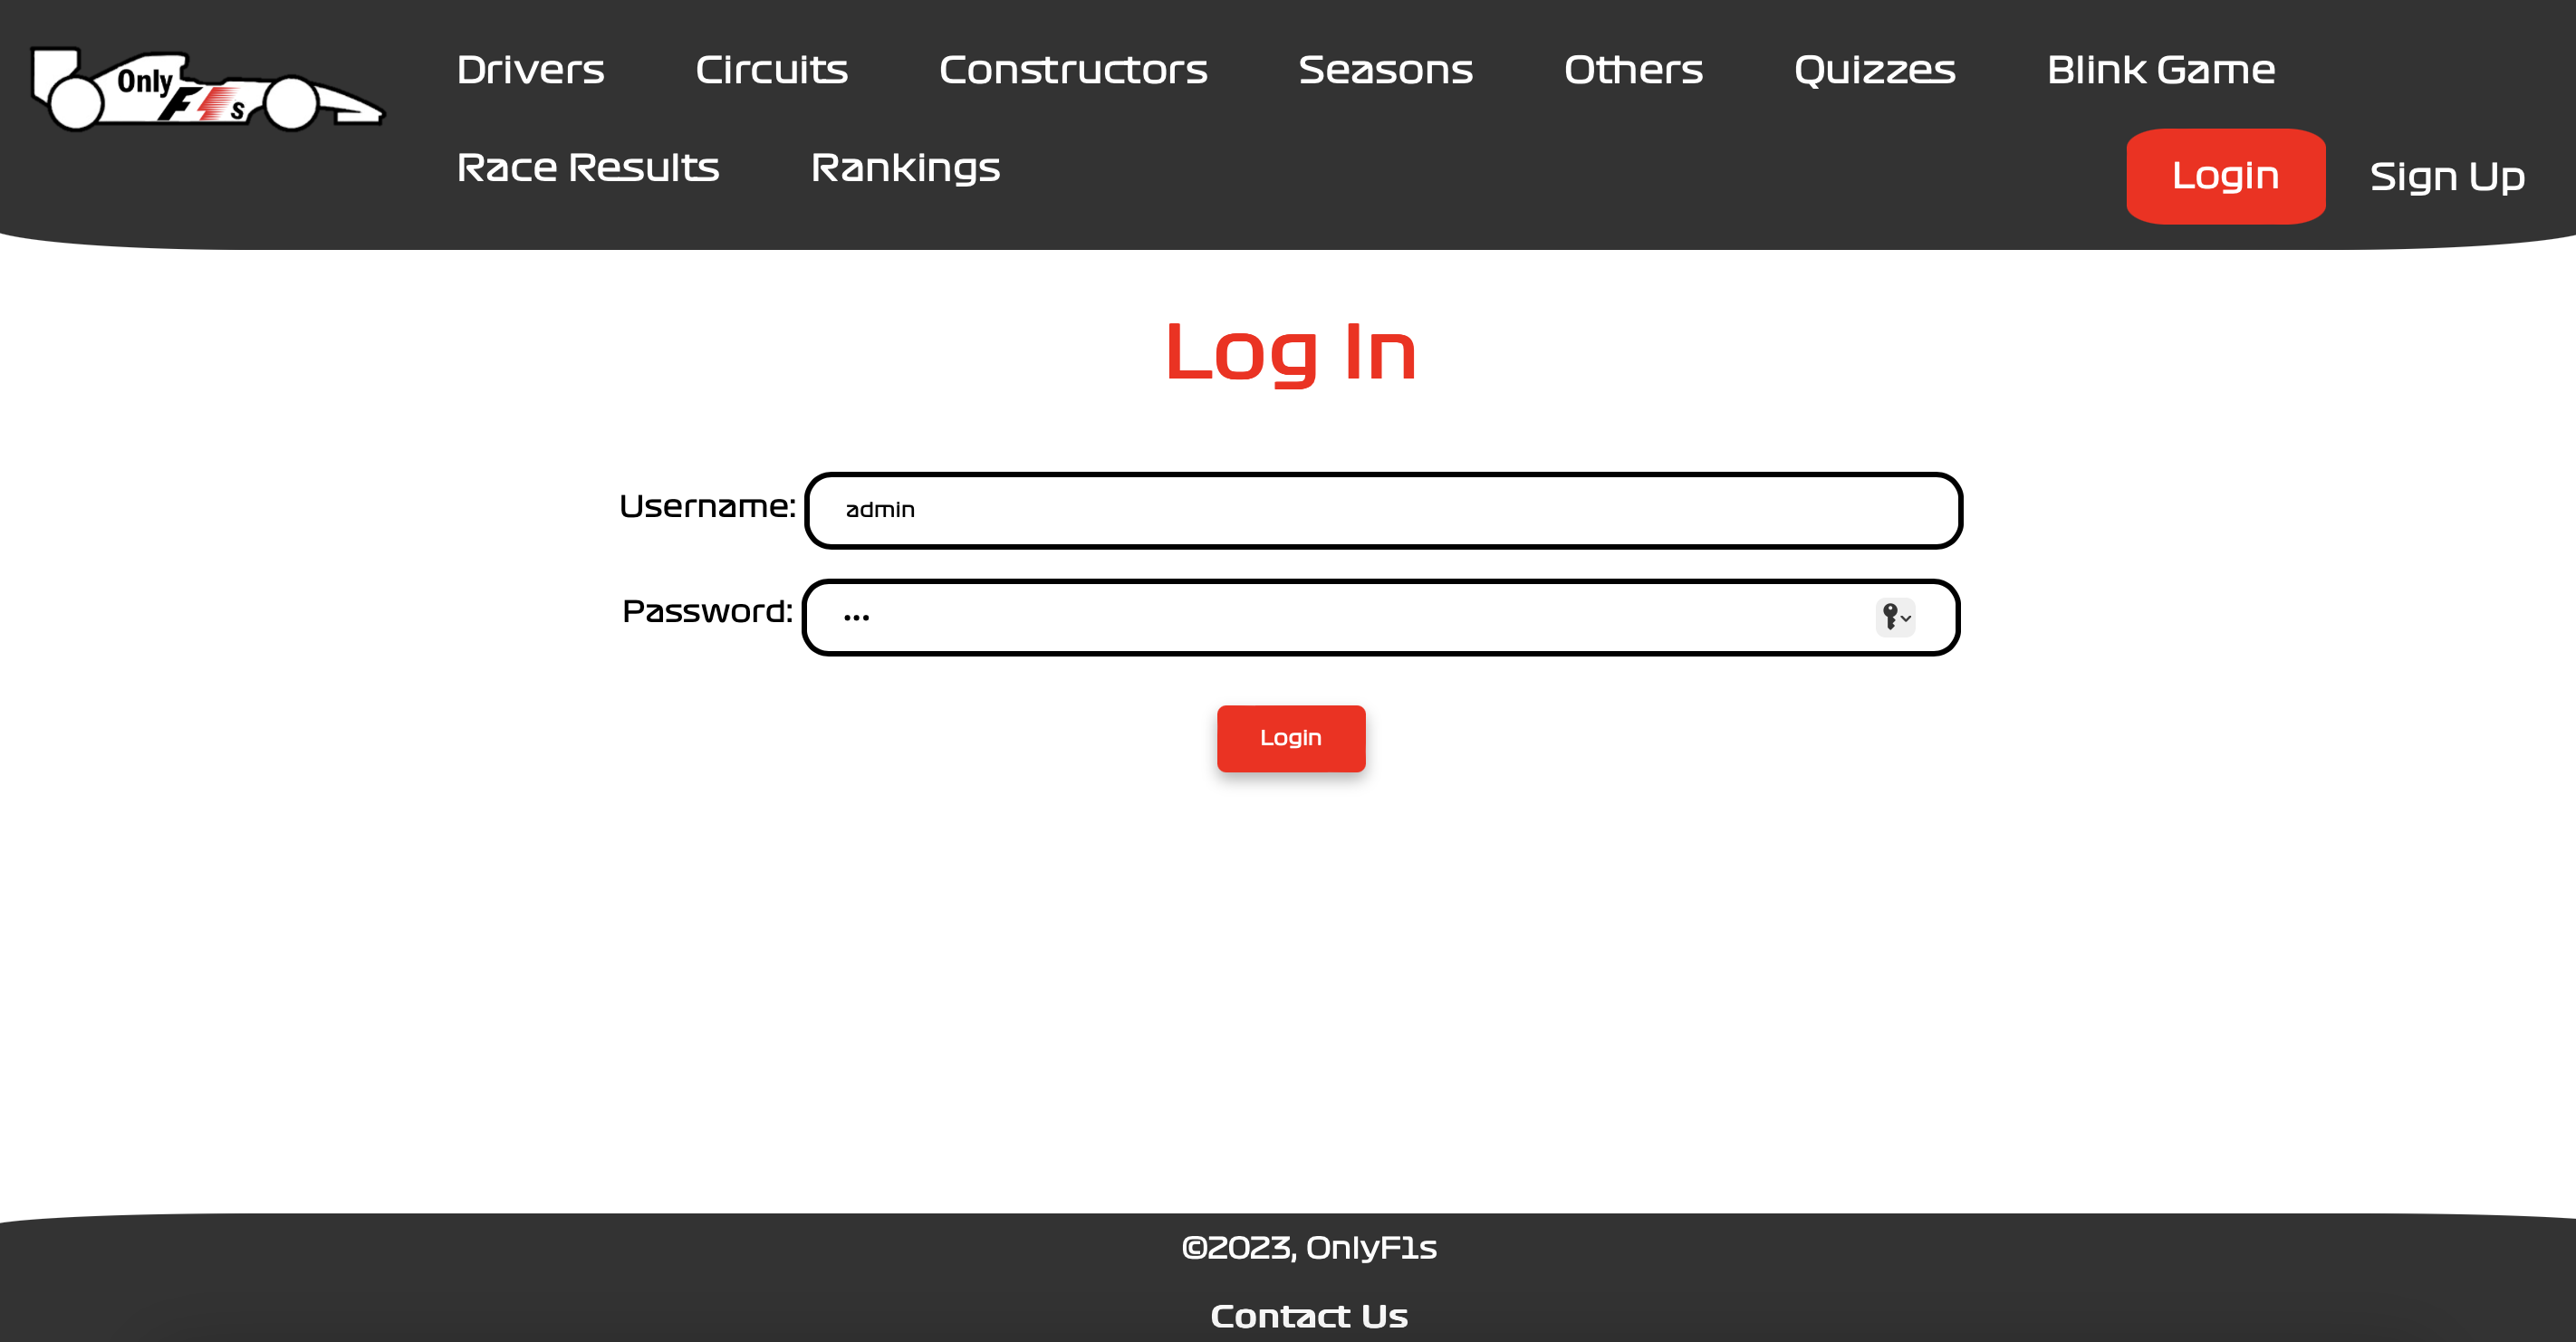 Only
F1s
Drivers Circuits Constructors Seasons Others Quizzes Blink Game
Race Results Rankings
Login Sign Up
Log In
Username: admin
Password: •••
Login
©2023, OnlyF1s
Contact Us